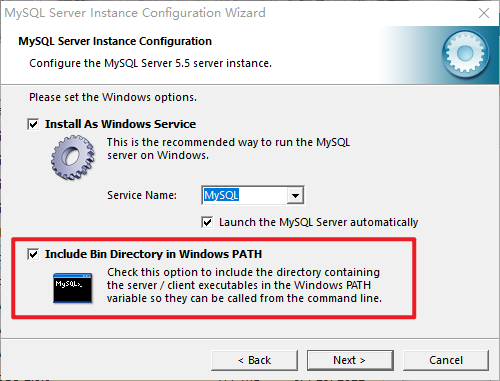 MySQL Server Instance Configuration Wizard
MySQL Server Instance Configuration
Configure the MySQL Server 5.5 server instance.
Please set the Windows options.
Install As Windows Service
This is the recommended way to run the MySQL
server on Windows.
Service Name: MySQL
Launch the MySQL Server automatically
Include Bin Directory in Windows PATH
MySQL>_
Check this option to include the directory containing
the server / client executables in the Windows PATH
variable so they can be called from the command line.
< Back Next > Cancel